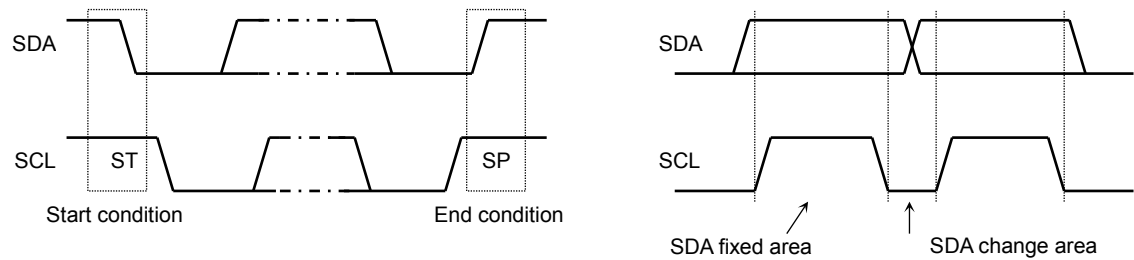 SDA
SCL
ST
SP
Start condition
End condition
SDA
SCL
SDA fixed area
SDA change area